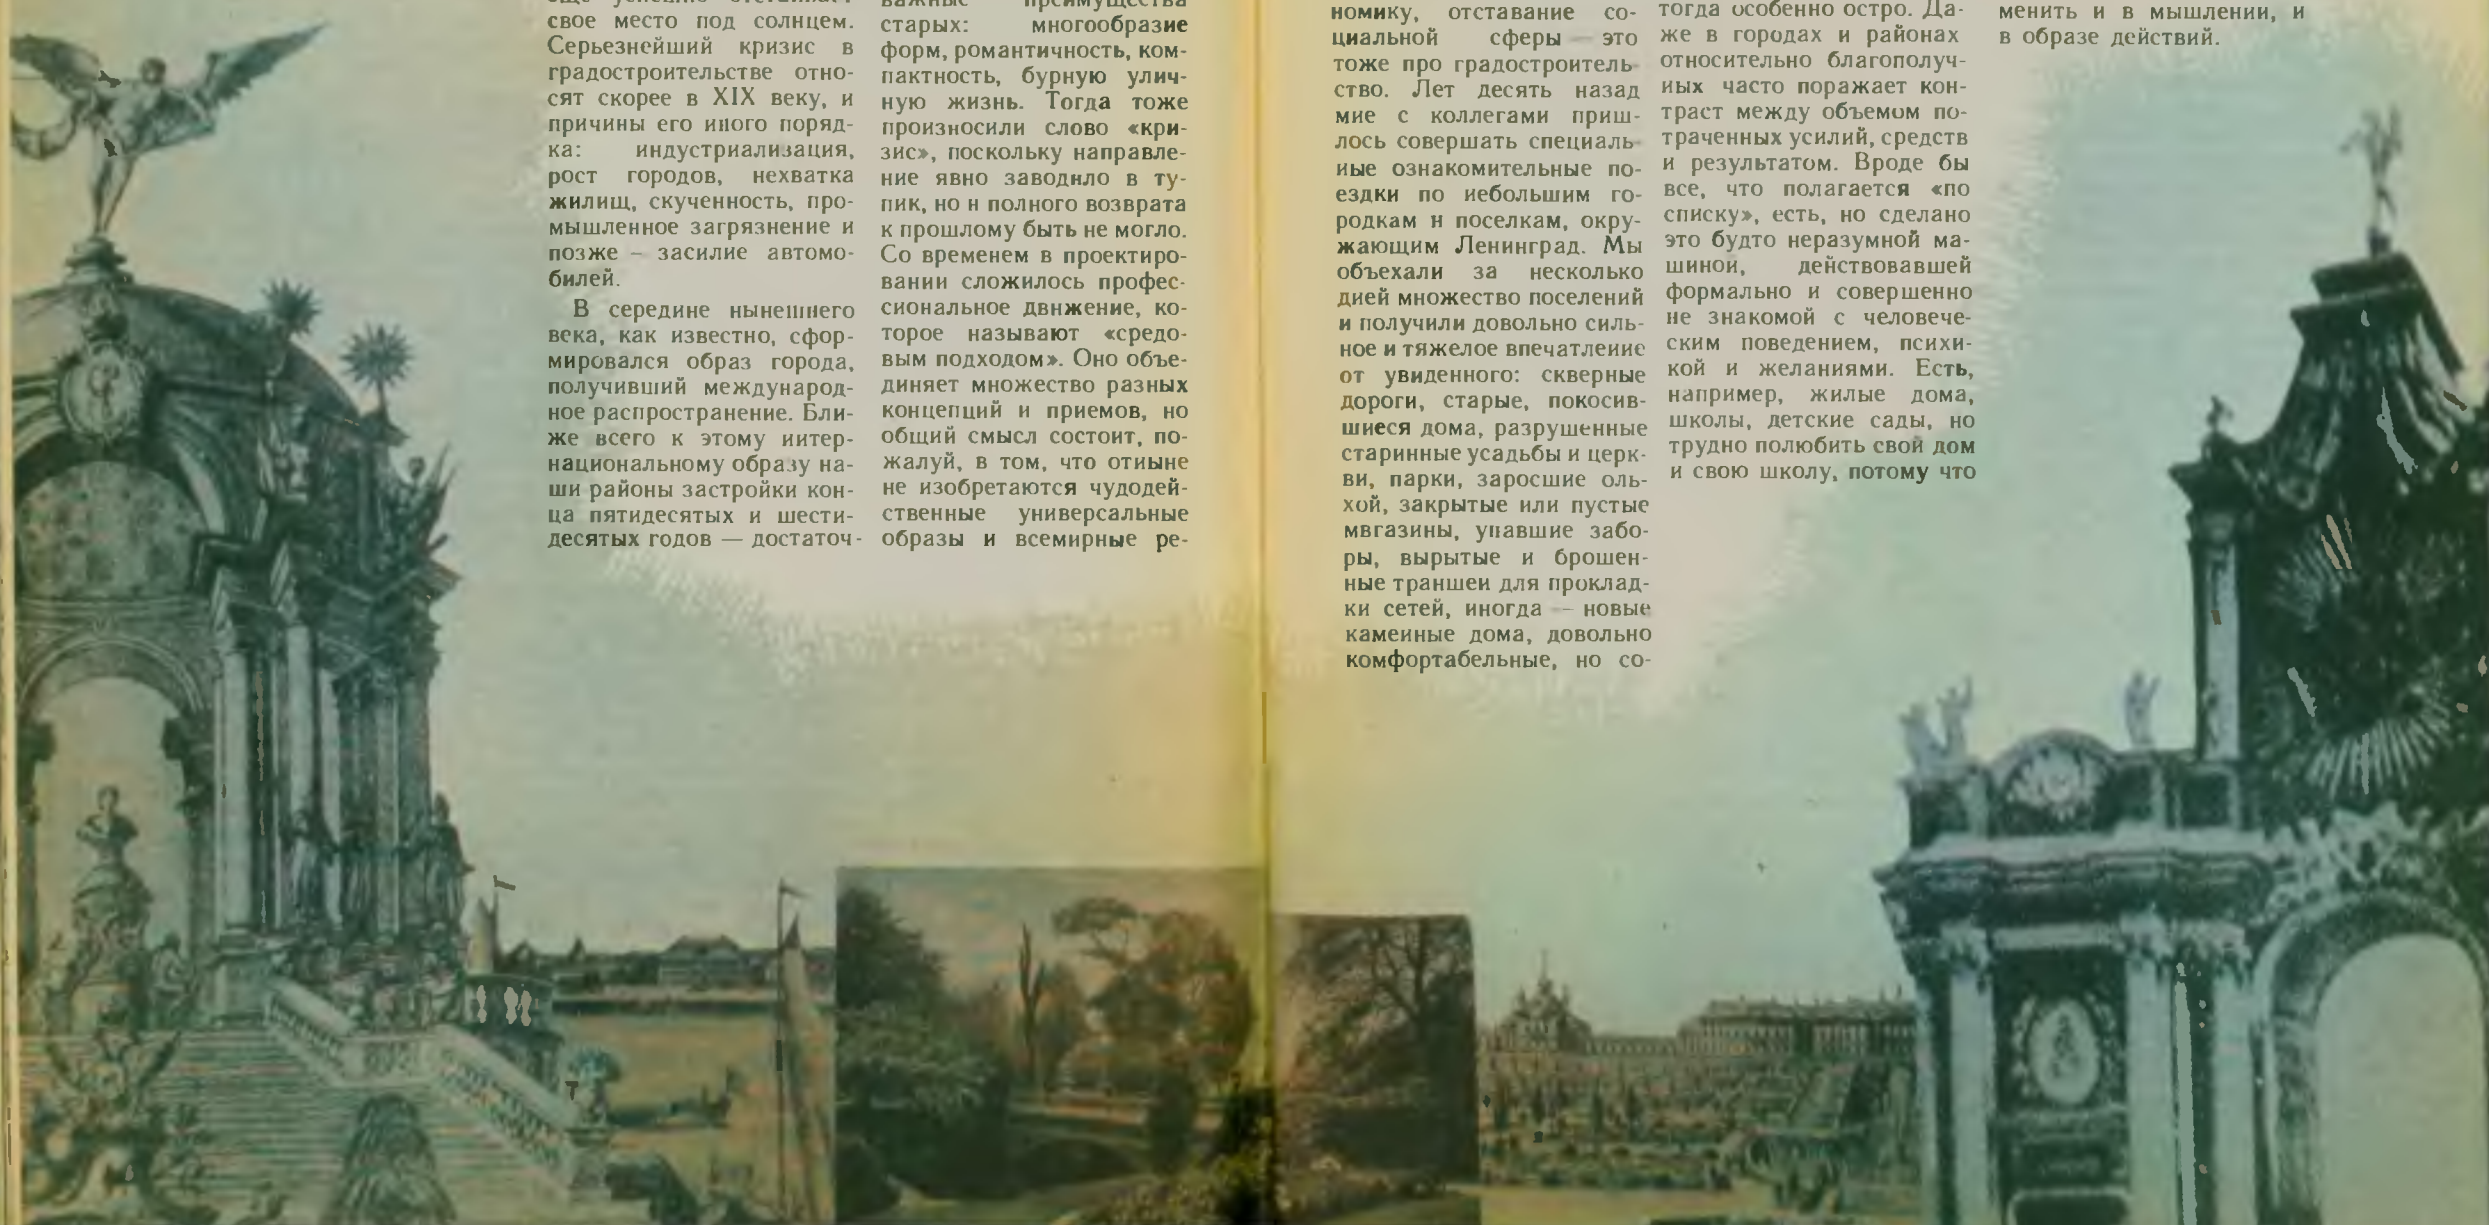 свое место под солнцем.
Серьезнейший кризис в
градостроительстве отно-
сят скорее в XIX веку, и
причины его иного поряд-
ка: индустриализация,
рост городов, нехватка
жилищ, скученность, про-
мышленное загрязнение и
позже – засилие автомо-
билей.
В середине нынешнего
века, как известно, сфор-
мировался образ города,
получивший международ-
ное распространение. Бли-
же всего к этому интер-
национальному образу на-
ши районы застройки кон-
ца пятидесятых и шести-
десятых годов — достаточ-
важные преимущества
старых: многообразие
форм, романтичность, ком-
пактность, бурную улич-
ную жизнь. Тогда тоже
произносили слово «кри-
зис», поскольку направле-
ние явно заводило в ту-
пик, но и полного возврата
к прошлому быть не могло.
Со временем в проектиро-
вании сложилось профес-
сиональное движение, ко-
торое называют «средо-
вым подходом». Оно объе-
диняет множество разных
концепций и приемов, но
общий смысл состоит, по-
жалуй, в том, что отныне
не изобретаются чудодей-
ственные универсальные
образы и всемирные ре-
номику, отставание со-
циальной сферы — это
тоже про градостроитель-
ство. Лет десять назад
мне с коллегами приш-
лось совершать специаль-
ные ознакомительные по-
ездки по небольшим го-
родкам и поселкам, окру-
жающим Ленинград. Мы
объехали за несколько
дней множество поселений
и получили довольно силь-
ное и тяжелое впечатление
от увиденного: скверные
дороги, старые, покосив-
шиеся дома, разрушенные
старинные усадьбы и церк-
ви, парки, заросшие оль-
хой, закрытые или пустые
магазины, упавшие забо-
ры, вырытые и брошен-
ные траншеи для проклад-
ки сетей, иногда — новые
каменные дома, довольно
комфортабельные, но со-
тогда особенно остро. Да-
же в городах и районах
относительно благополуч-
ных часто поражает кон-
траст между объемом по-
траченных усилий, средств
и результатом. Вроде бы
все, что полагается «по
списку», есть, но сделано
это будто неразумной ма-
шиной, действовавшей
формально и совершенно
не знакомой с человече-
ским поведением, психи-
кой и желаниями. Есть,
например, жилые дома,
школы, детские сады, но
трудно полюбить свой дом
и свою школу, потому что
менить и в мышлении, и
в образе действий.